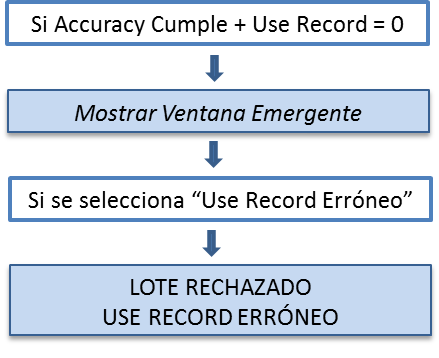 Si Accuracy Cumple + Use Record = 0
Mostrar Ventana Emergente
Si se selecciona “Use Record Erróneo”
LOTE RECHAZADO
USE RECORD ERRÓNEO